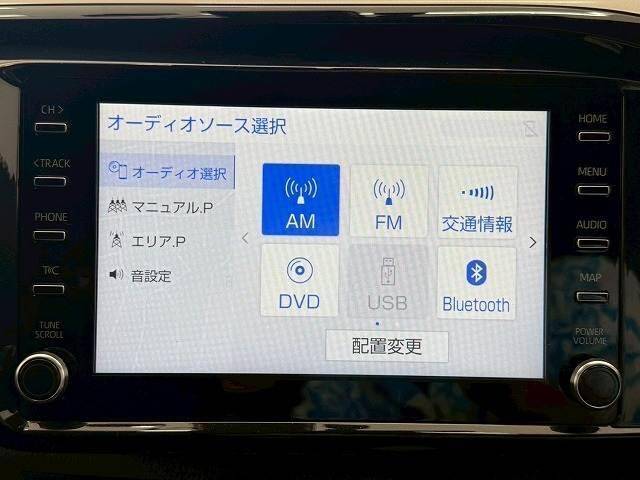 CH >
< TRACK
PHONE
T&C
TUNE
SCROLL
オーディオソース選択
オーディオ選択
マニュアル.P
エリア.P
音設定
AM
FM
交通情報
DVD
USB
Bluetooth
配置変更
HOME
MENU
AUDIO
MAP
POWER
VOLUME